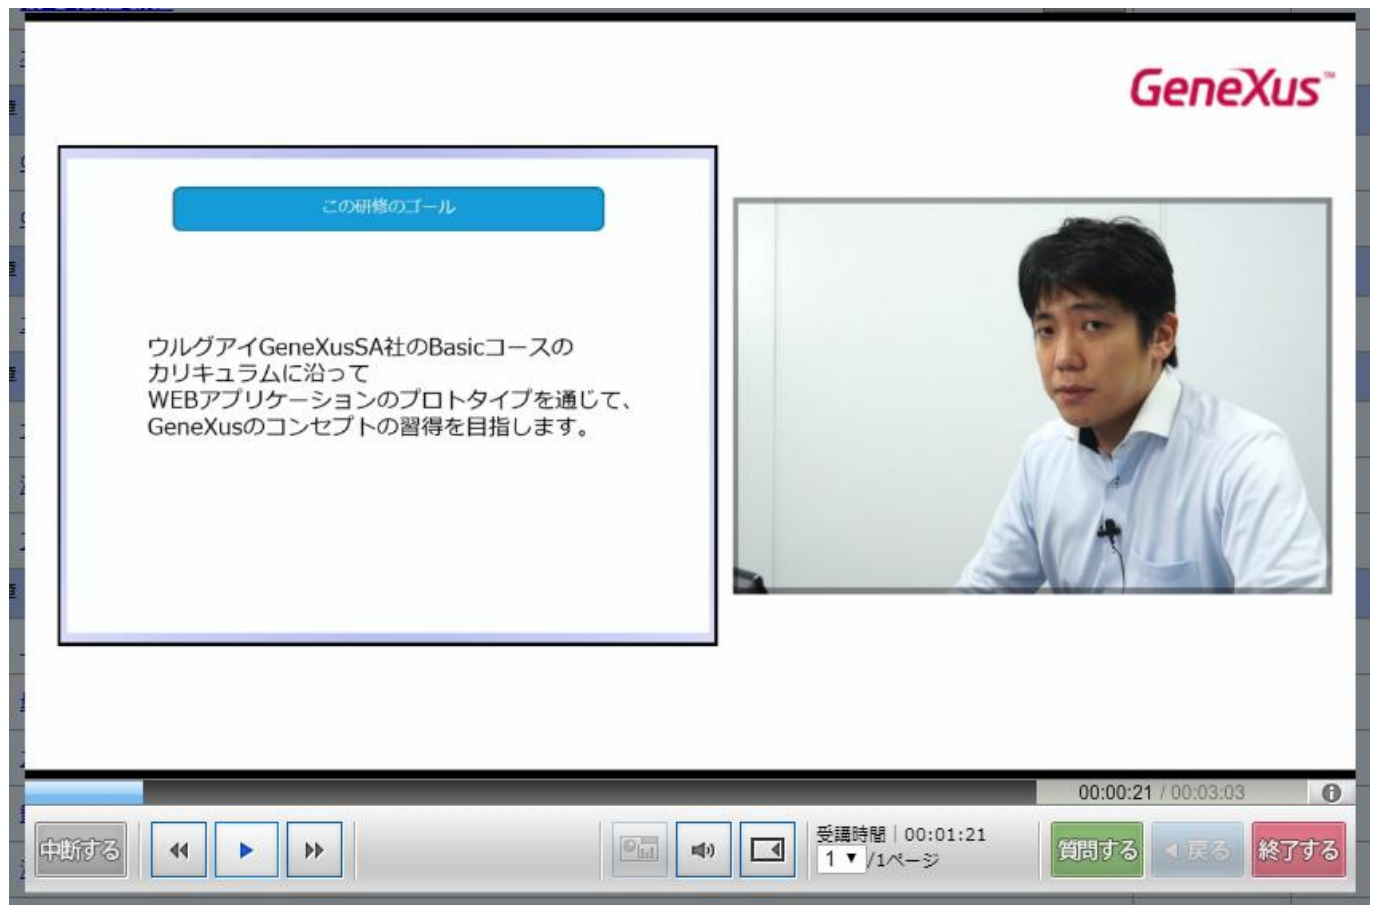 GeneXus™
この研修のゴール
ウルグアイGeneXusSA社のBasicコースの
カリキュラムに沿って
WEBアプリケーションのプロトタイプを通じて、
GeneXusのコンセプトの習得を目指します。
00:00:21 / 00:03:03
中断する
受講時間 | 00:01:21
1 ▼ /1ページ
質問する
戻る
終了する